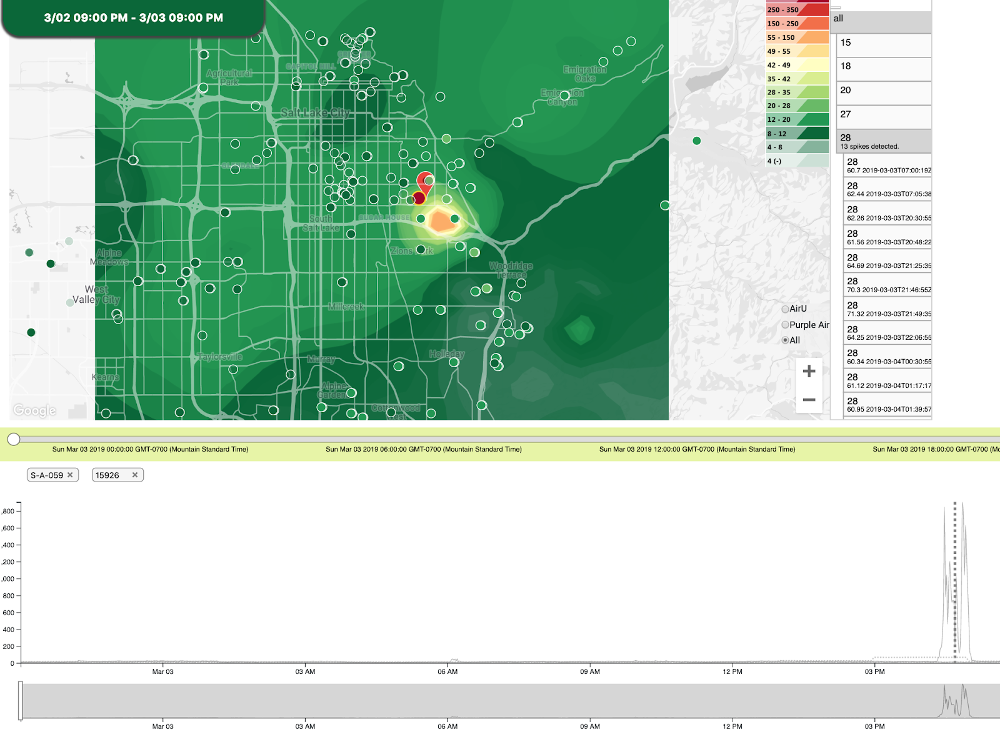 3/02 09:00 PM - 3/03 09:00 PM
250 - 350
150 - 250
55 - 150
49 - 55
42 - 49
35 - 42
28 - 35
20 - 28
12 - 20
8 - 12
4 - 8
4 (-)
all
15
18
20
27
28
13 spikes detected.
28
60.7 2019-03-03T07:00:19Z
28
62.44 2019-03-03T07:05:38
28
62.26 2019-03-03T20:30:55
28
61.56 2019-03-03T20:48:22
28
64.69 2019-03-03T21:25:35
28
70.3 2019-03-03T21:46:55Z
28
71.32 2019-03-03T21:49:35
28
64.25 2019-03-03T22:06:55
28
60.34 2019-03-04T00:30:55
28
61.12 2019-03-04T01:17:17
28
60.95 2019-03-04T01:39:57
CAPITOL HILL
Agricultural
Park
Emigration
Oaks
Emigration
Canyon
Salt Lake City
GLENDALE
South
Salt Lake
SUGAR HOUSE
Zions Park
Alpine
Meadows
Woodridge
Terrace
West
Valley City
Millcreek
Taylorsville
Murray
Holladay
Kearns
Alpine
Gardens
Cottonwood
West
Google
AirU
Purple Air
All
+
−
Sun Mar 03 2019 00:00:00 GMT-0700 (Mountain Standard Time)
Sun Mar 03 2019 06:00:00 GMT-0700 (Mountain Standard Time)
Sun Mar 03 2019 12:00:00 GMT-0700 (Mountain Standard Time)
Sun Mar 03 2019 18:00:00 GMT-0700 (Mo
S-A-059 ×
15926 ×
,800
,600
,400
,200
,000
800
600
400
200
0
Mar 03
03 AM
06 AM
09 AM
12 PM
03 PM
Mar 03
03 AM
06 AM
09 AM
12 PM
03 PM